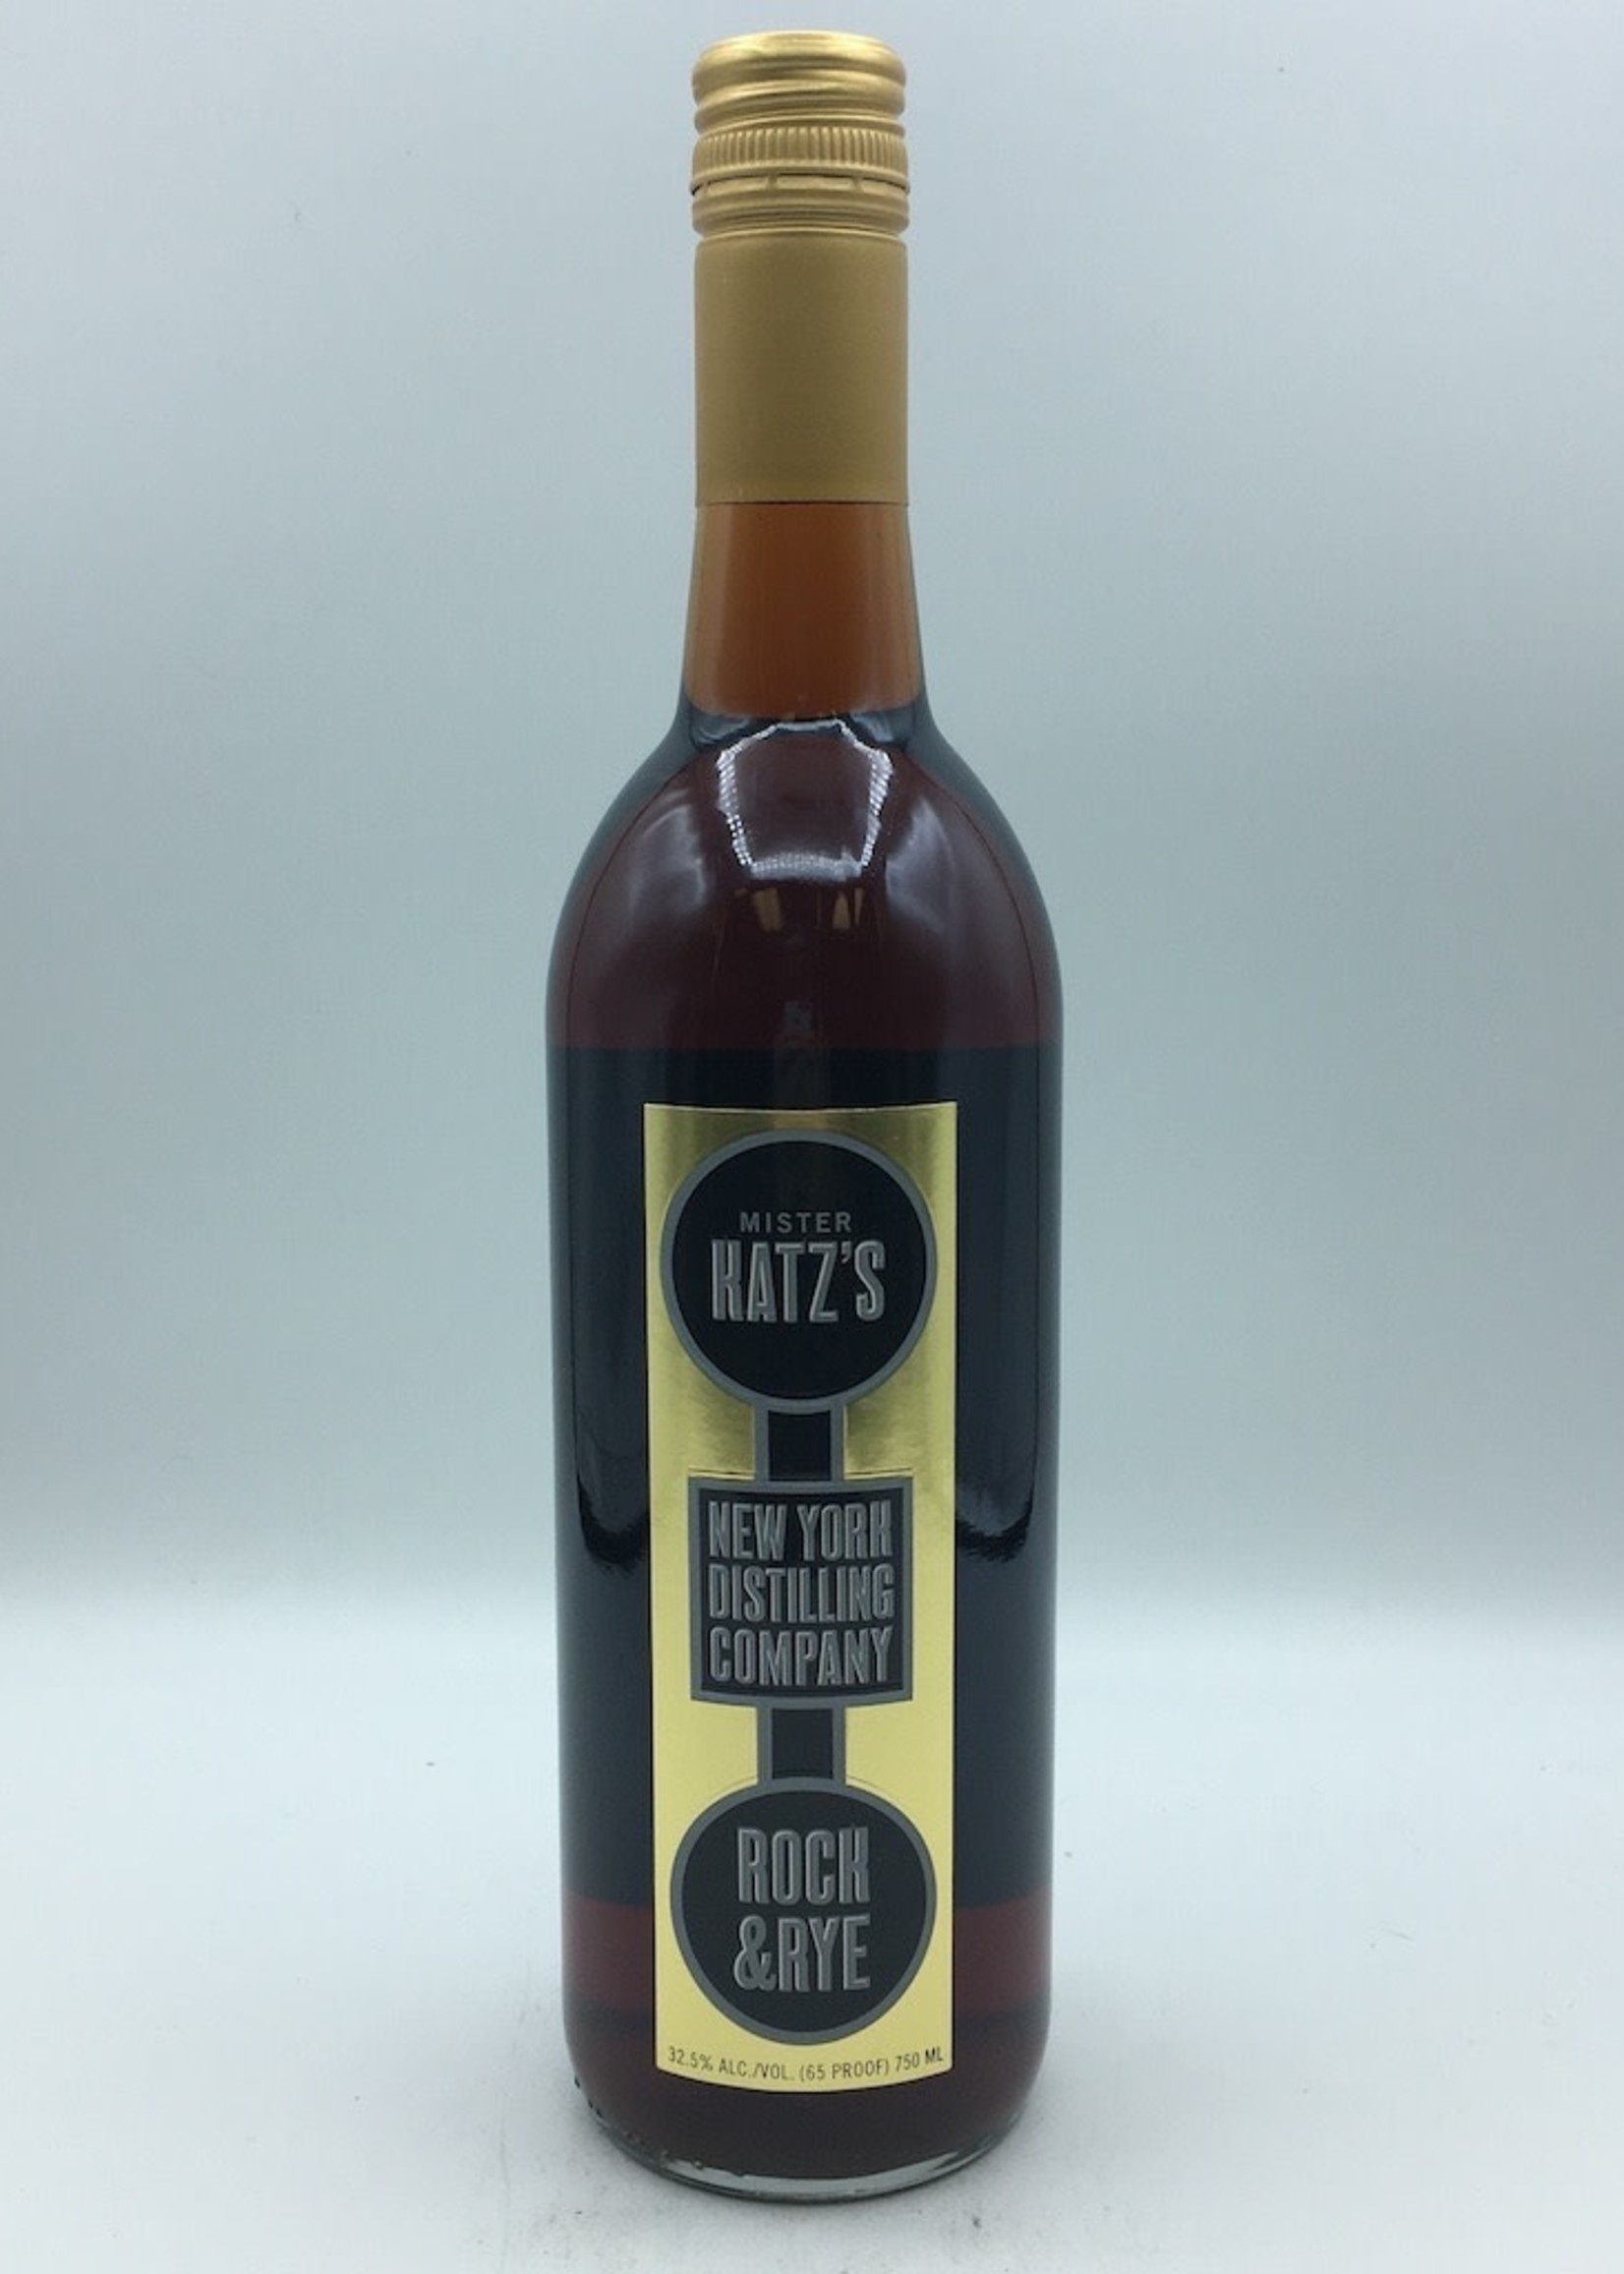 MISTER
KATZ'S
NEW YORK
DISTILLING
COMPANY
ROCK
&RYE
32.5% ALC./VOL. (65 PROOF) 750 ML